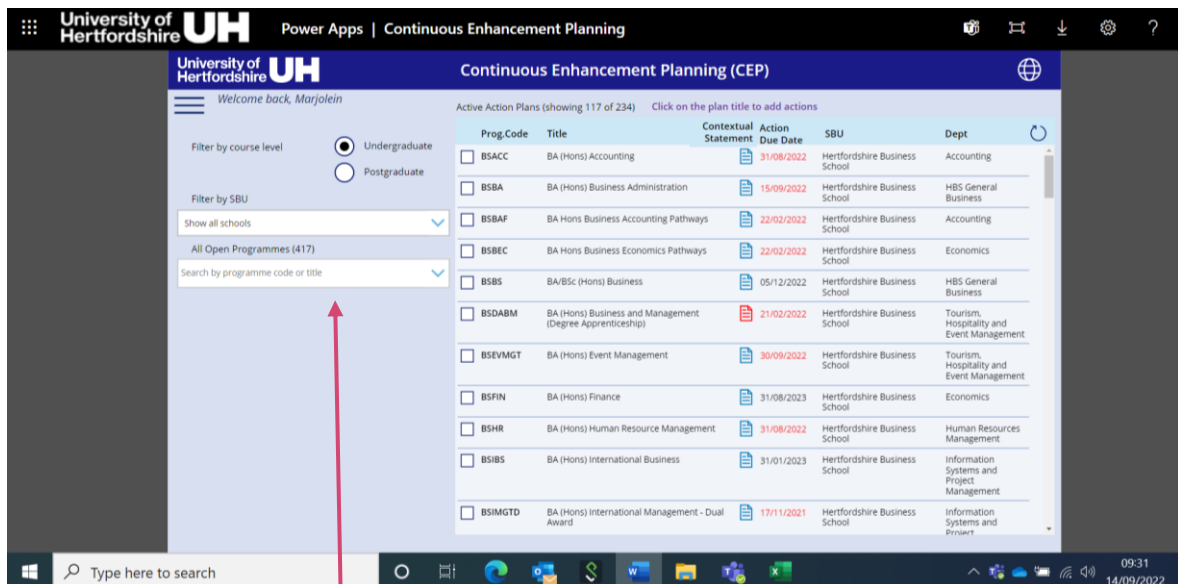 University of
Hertfordshire UH
Power Apps | Continuous Enhancement Planning
?
University of
Hertfordshire UH
Continuous Enhancement Planning (CEP)
Welcome back, Marjolein
Filter by course level
Undergraduate
Postgraduate
Filter by SBU
Show all schools
All Open Programmes (417)
Search by programme code or title
Active Action Plans (showing 117 of 234) Click on the plan title to add actions
Prog.Code Title Contextual Statement Action Due Date SBU Dept
BSACC BA (Hons) Accounting 31/08/2022 Hertfordshire Business School Accounting
BSBA BA (Hons) Business Administration 15/09/2022 Hertfordshire Business School HBS General Business
BSBAF BA Hons Business Accounting Pathways 22/02/2022 Hertfordshire Business School Accounting
BSBEC BA Hons Business Economics Pathways 22/02/2022 Hertfordshire Business School Economics
BSBS BA/BSc (Hons) Business 05/12/2022 Hertfordshire Business School HBS General Business
BSDABM BA (Hons) Business and Management (Degree Apprenticeship) 21/02/2022 Hertfordshire Business School Tourism, Hospitality and Event Management
BSEVMGT BA (Hons) Event Management 30/09/2022 Hertfordshire Business School Tourism, Hospitality and Event Management
BSFIN BA (Hons) Finance 31/08/2023 Hertfordshire Business School Economics
BSHR BA (Hons) Human Resource Management 31/08/2022 Hertfordshire Business School Human Resources Management
BSIBS BA (Hons) International Business 31/01/2023 Hertfordshire Business School Information Systems and Project Management
BSIMGTD BA (Hons) International Management - Dual Award 17/11/2021 Hertfordshire Business School Information Systems and Project
Type here to search
09:31
14/09/2022